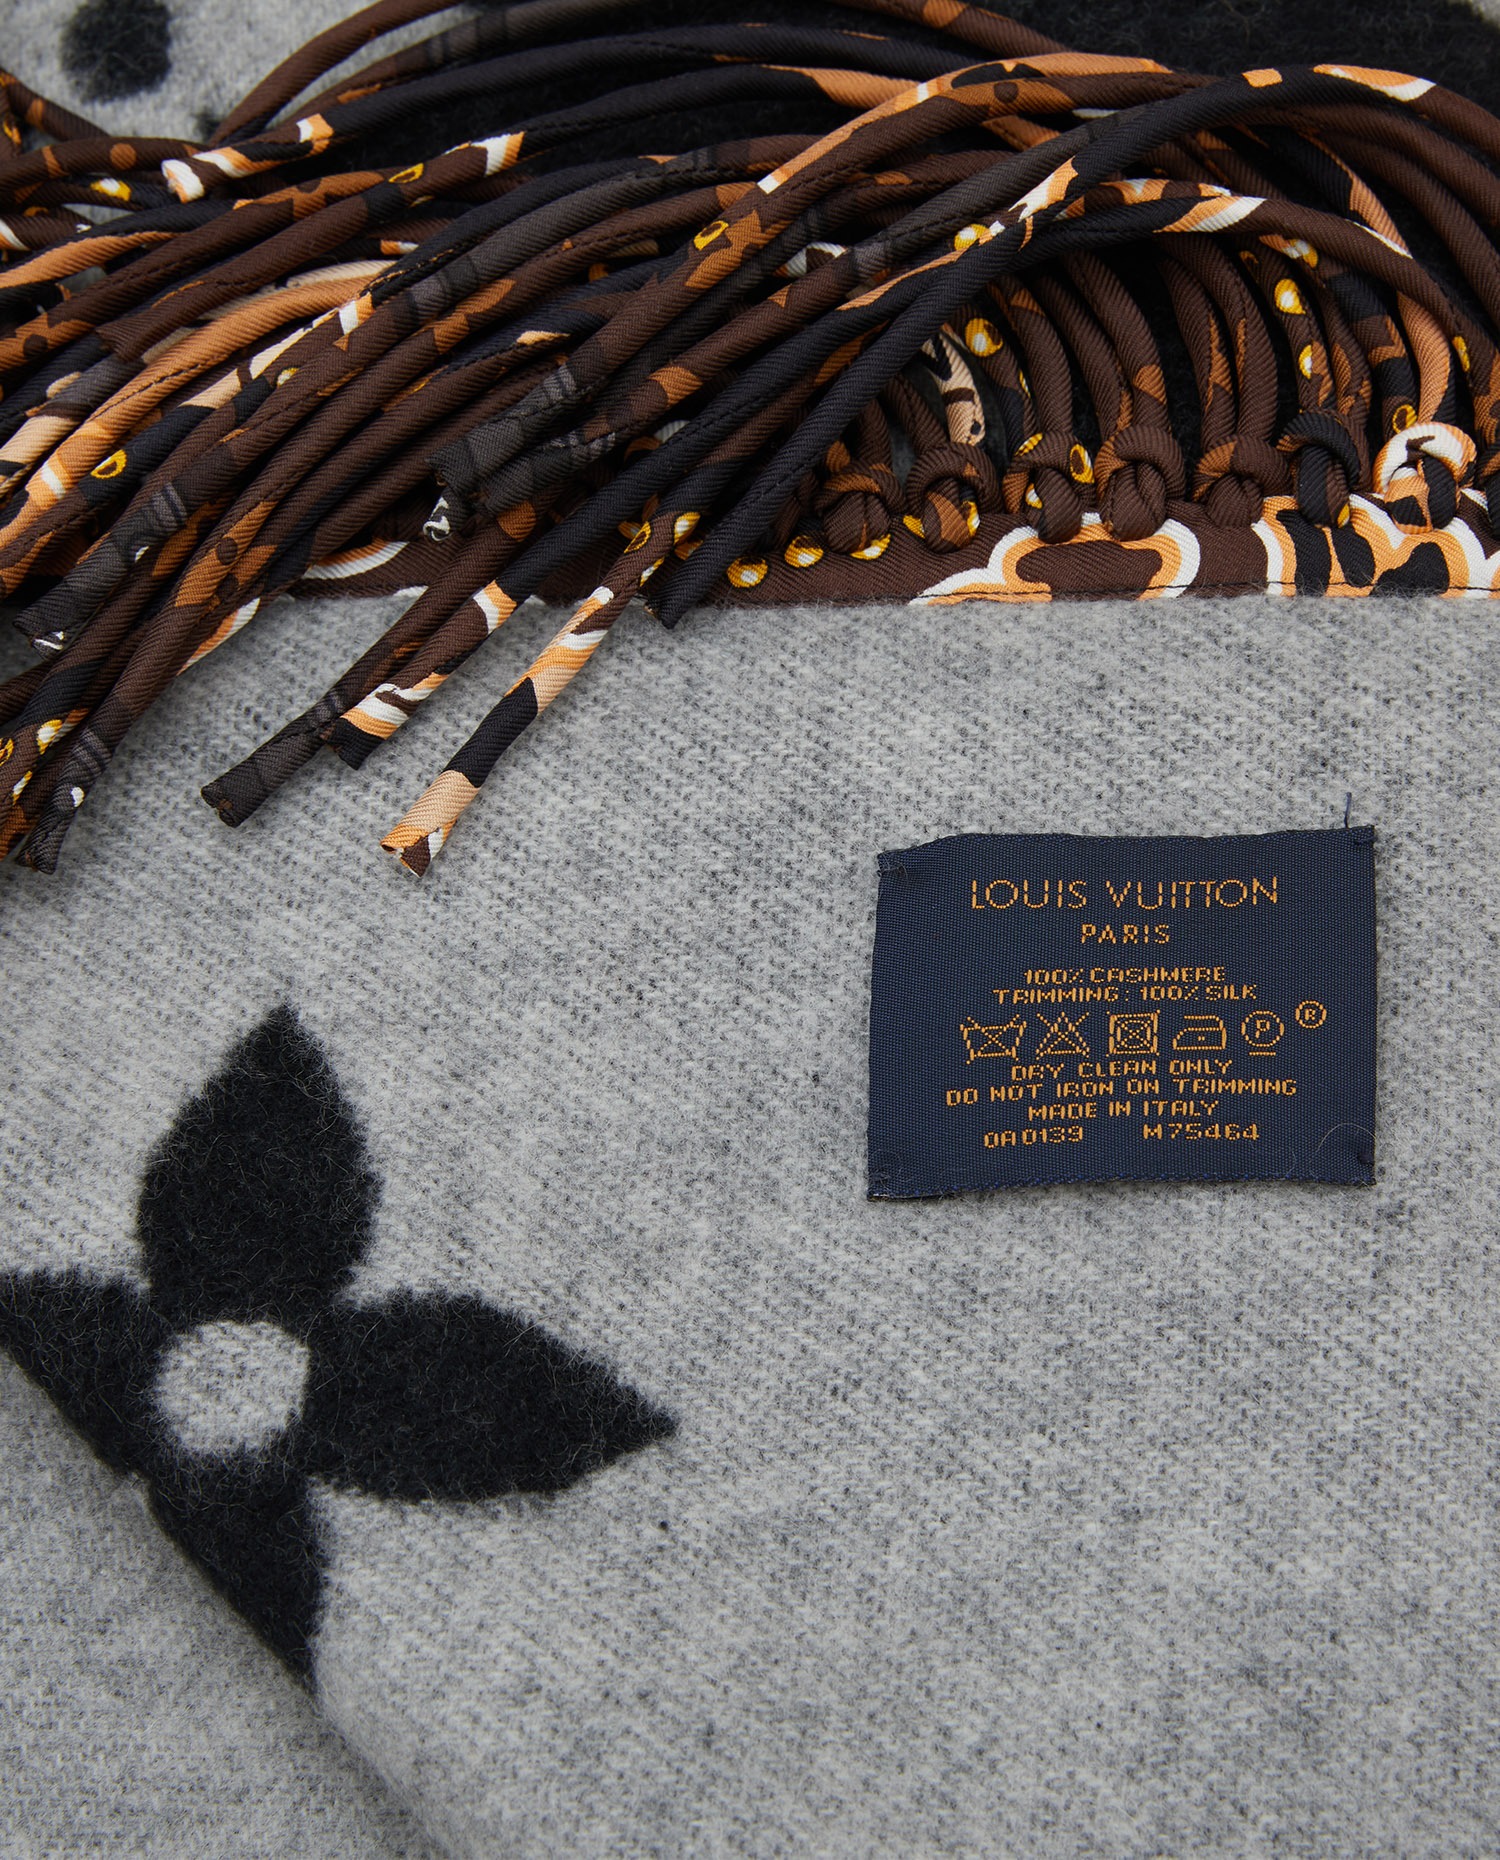 LOUIS VUITTON
PARIS
100% CASHMERE
TRIMMING: 100% SILK
P ®
DRY CLEAN ONLY
DO NOT IRON ON TRIMMING
MADE IN ITALY
0A0139 M75464